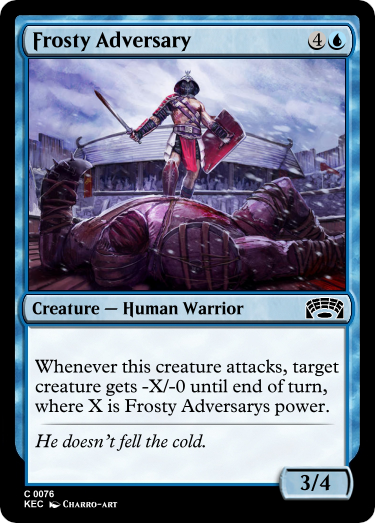 Frosty Adversary 4
Creature — Human Warrior
Whenever this creature attacks, target
creature gets -X/-0 until end of turn,
where X is Frosty Adversarys power.
He doesn't fell the cold.
3/4
C 0076
KEC CHARRO-ART